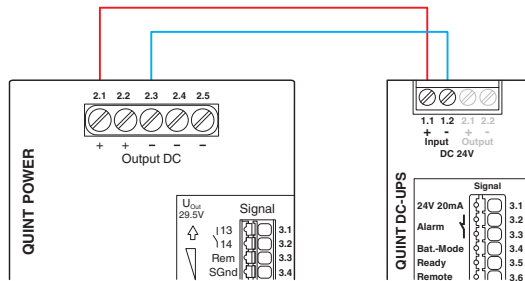 2.1 2.2 2.3 2.4 2.5
+ + – – –
Output DC
QUINT POWER
UOut
29.5V
Signal
13
14
Rem
SGnd
3.1
3.2
3.3
3.4
1.1 1.2 2.1 2.2
+ - + -
Input Output
DC 24V
QUINT DC-UPS
Signal
24V 20mA 3.1
Alarm 3.2
3.3
Bat.-Mode 3.4
Ready 3.5
Remote 3.6